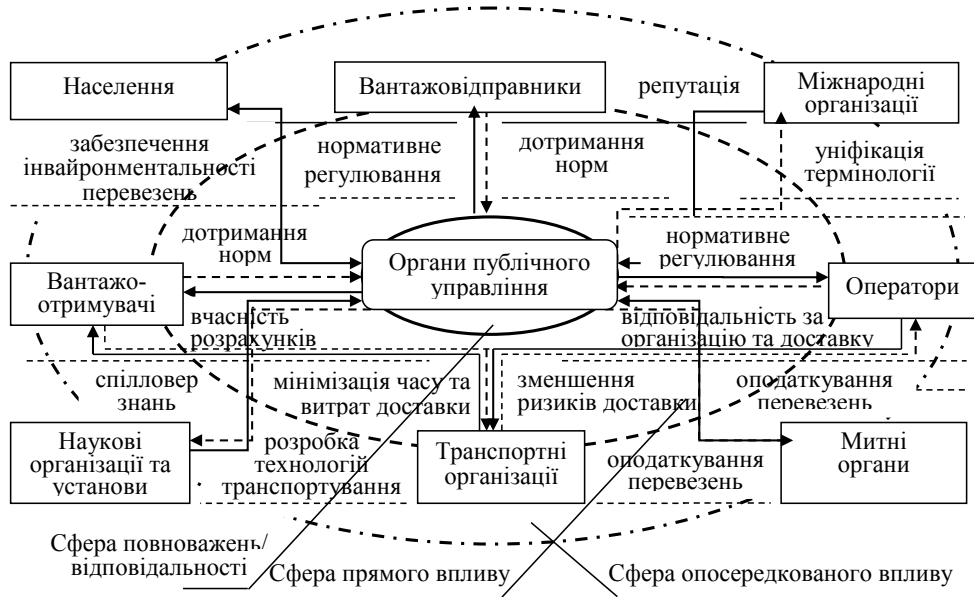 Населення
Вантажовідправники
репутація
Міжнародні
організації
забезпечення
інвайронментальності
перевезень
нормативне
регулювання
дотримання
норм
уніфікація
термінології
дотримання
норм
Органи публічного
управління
нормативне
регулювання
Вантажо-
отримувачі
Оператори
вчасність
розрахунків
відповідальність за
організацію та доставку
спілловер
знань
мінімізація часу та
витрат доставки
зменшення
ризиків доставки
оподаткування
перевезень
Наукові
організації та
установи
розробка
технологій
транспортування
Транспортні
організації
оподаткування
перевезень
Митні
органи
Сфера повноважень/
відповідальності
Сфера прямого впливу
Сфера опосередкованого впливу